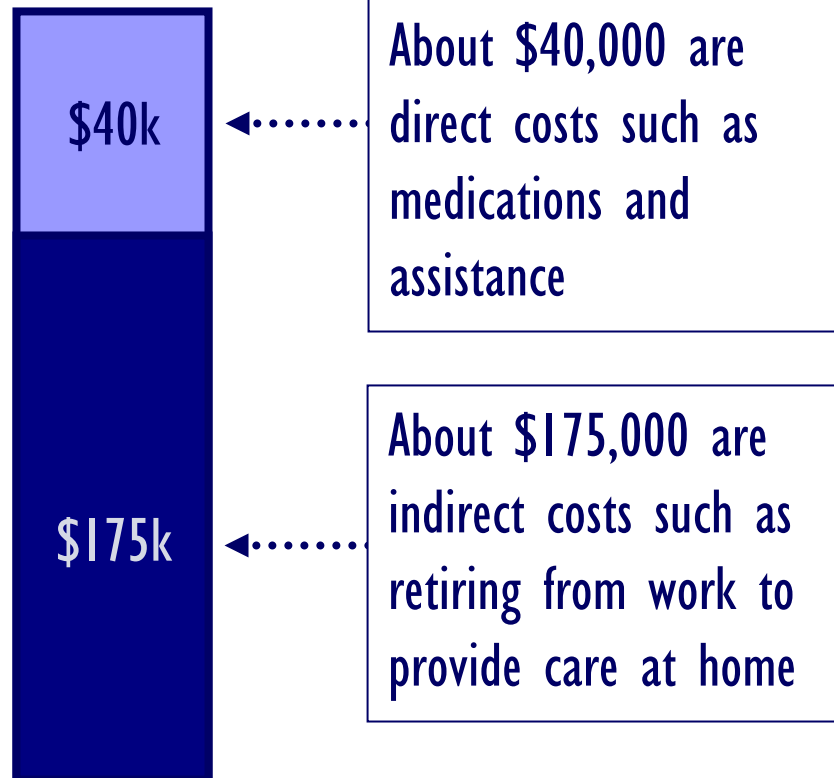 $40k
About $40,000 are
direct costs such as
medications and
assistance
$175k
About $175,000 are
indirect costs such as
retiring from work to
provide care at home